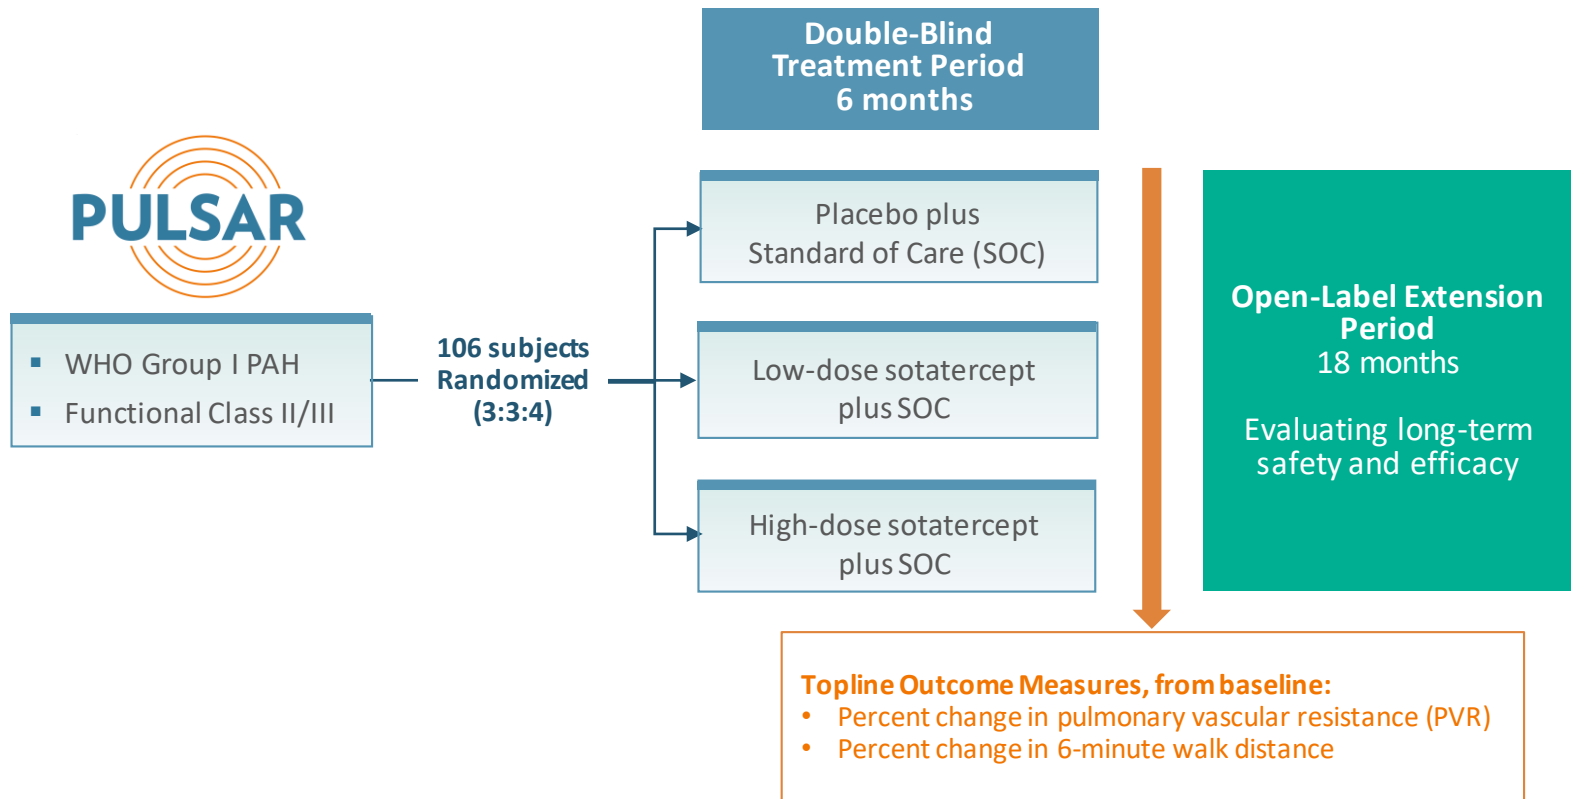 Double-Blind
Treatment Period
6 months
PULSAR
▪ WHO Group I PAH
▪ Functional Class II/III
106 subjects
Randomized
(3:3:4)
Placebo plus
Standard of Care (SOC)
Low-dose sotatercept
plus SOC
High-dose sotatercept
plus SOC
Open-Label Extension
Period
18 months
Evaluating long-term
safety and efficacy
Topline Outcome Measures, from baseline:
• Percent change in pulmonary vascular resistance (PVR)
• Percent change in 6-minute walk distance